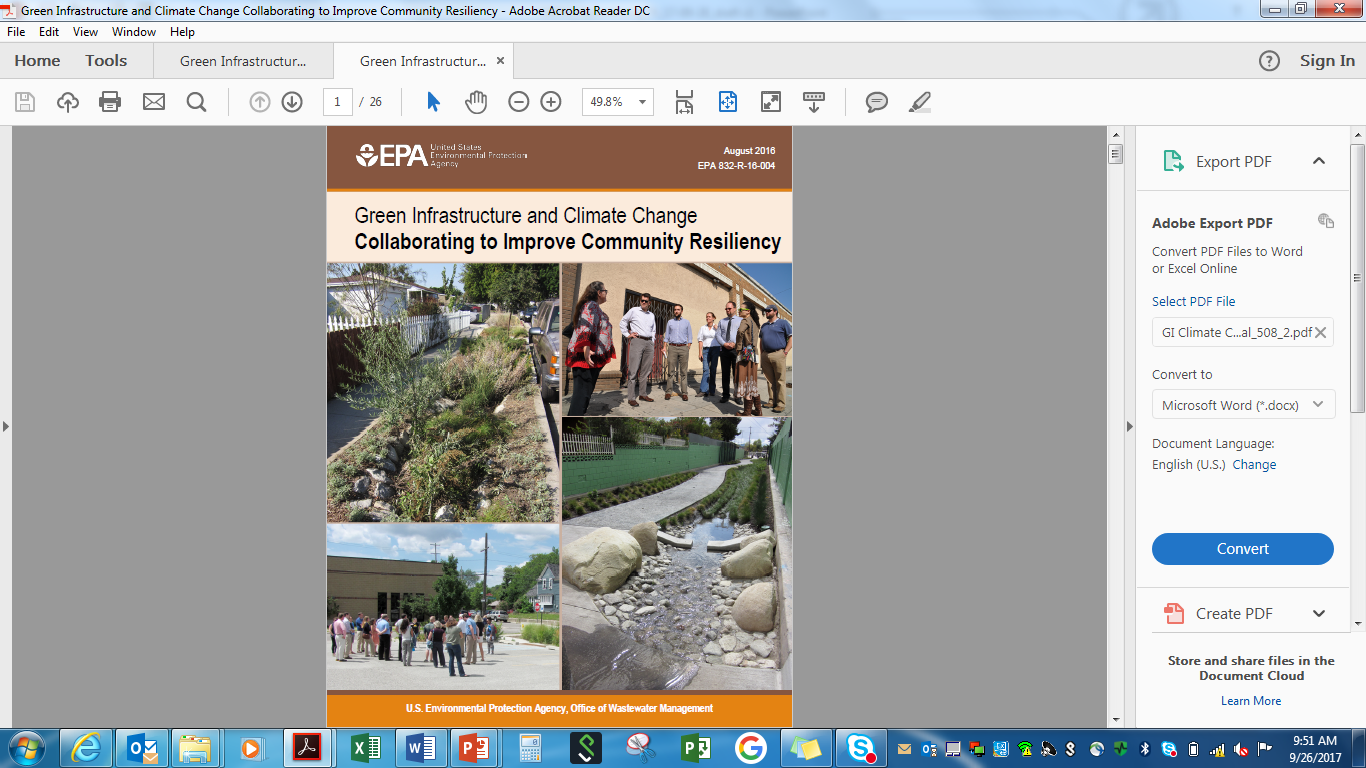 Green Infrastructure and Climate Change Collaborating to Improve Community Resiliency - Adobe Acrobat Reader DC
File Edit View Window Help
Home Tools Green Infrastructur... Green Infrastructur... × ? Sign In
1 / 26 49.8%
EPA
United States
Environmental Protection
Agency
August 2016
EPA 832-R-16-004
Green Infrastructure and Climate Change
Collaborating to Improve Community Resiliency
U.S. Environmental Protection Agency, Office of Wastewater Management
Export PDF
Adobe Export PDF
Convert PDF Files to Word
or Excel Online
Select PDF File
GI Climate C...al_508_2.pdf
Convert to
Microsoft Word (*.docx)
Document Language:
English (U.S.) Change
Convert
Create PDF
Store and share files in the
Document Cloud
Learn More
9:51 AM
9/26/2017